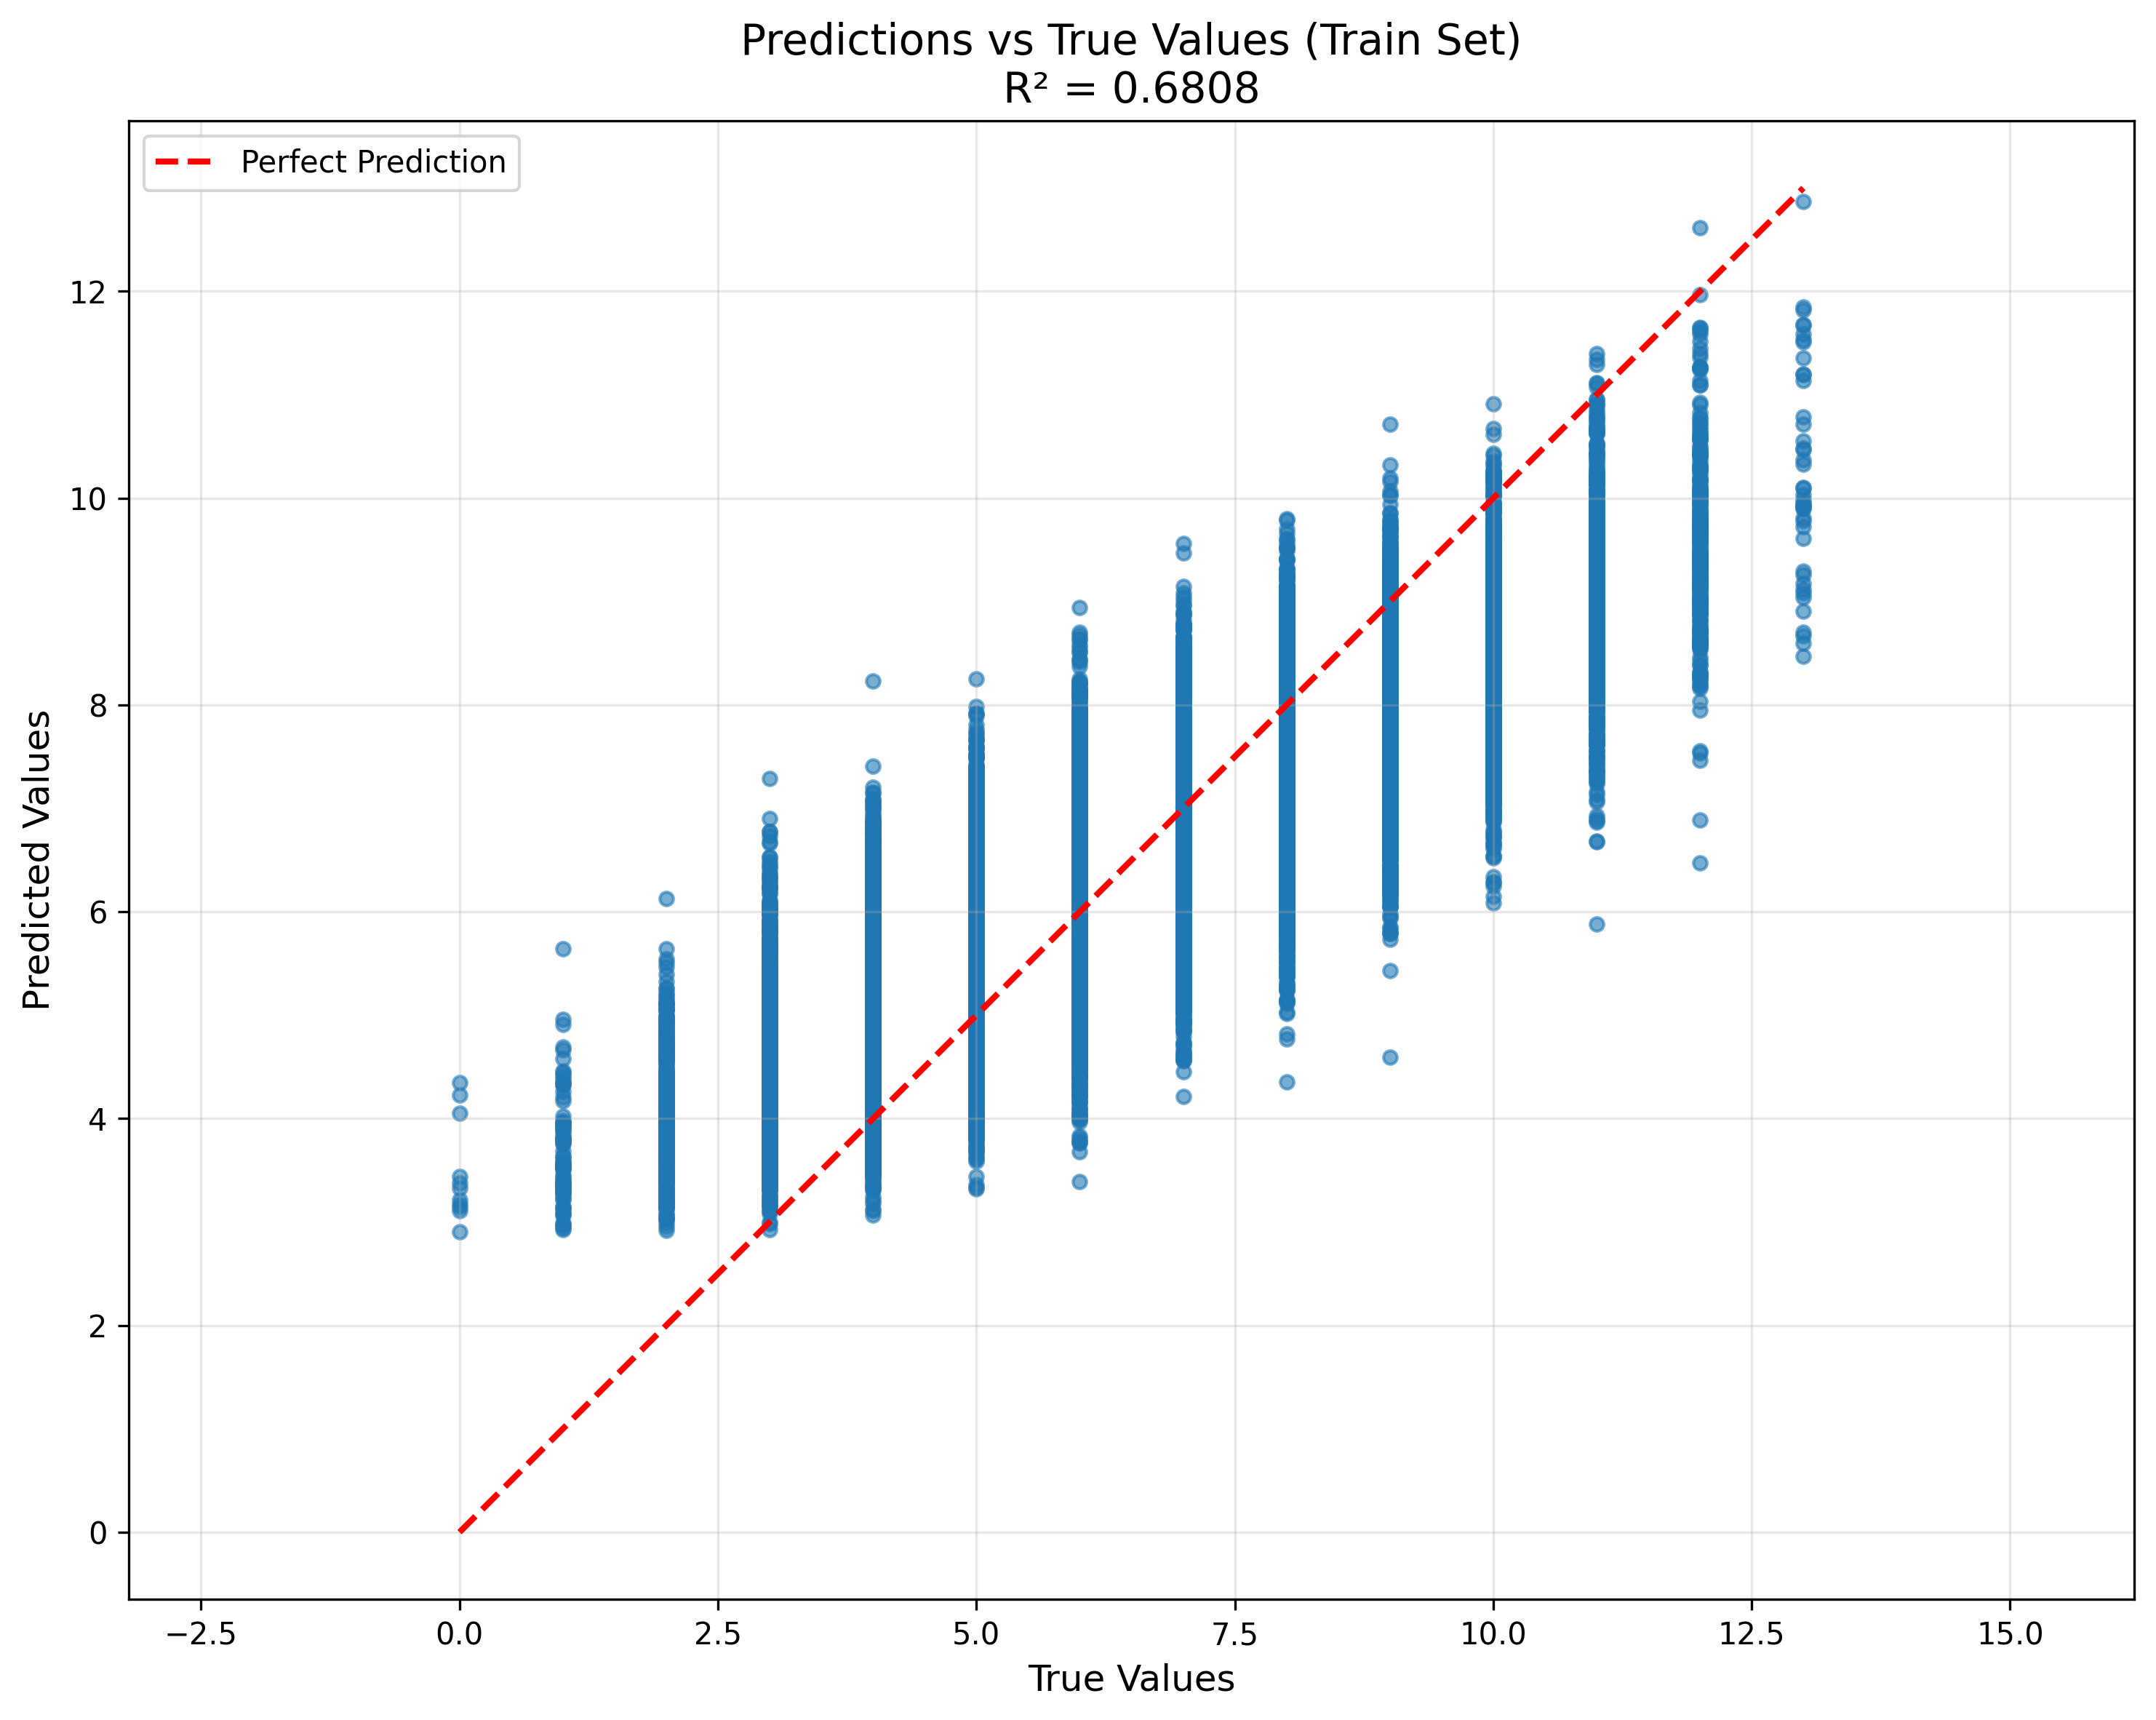 Predictions vs True Values (Train Set)
R² = 0.6808
Perfect Prediction
12
10
8
6
4
2
0
Predicted Values
−2.5 0.0 2.5 5.0 7.5 10.0 12.5 15.0
True Values